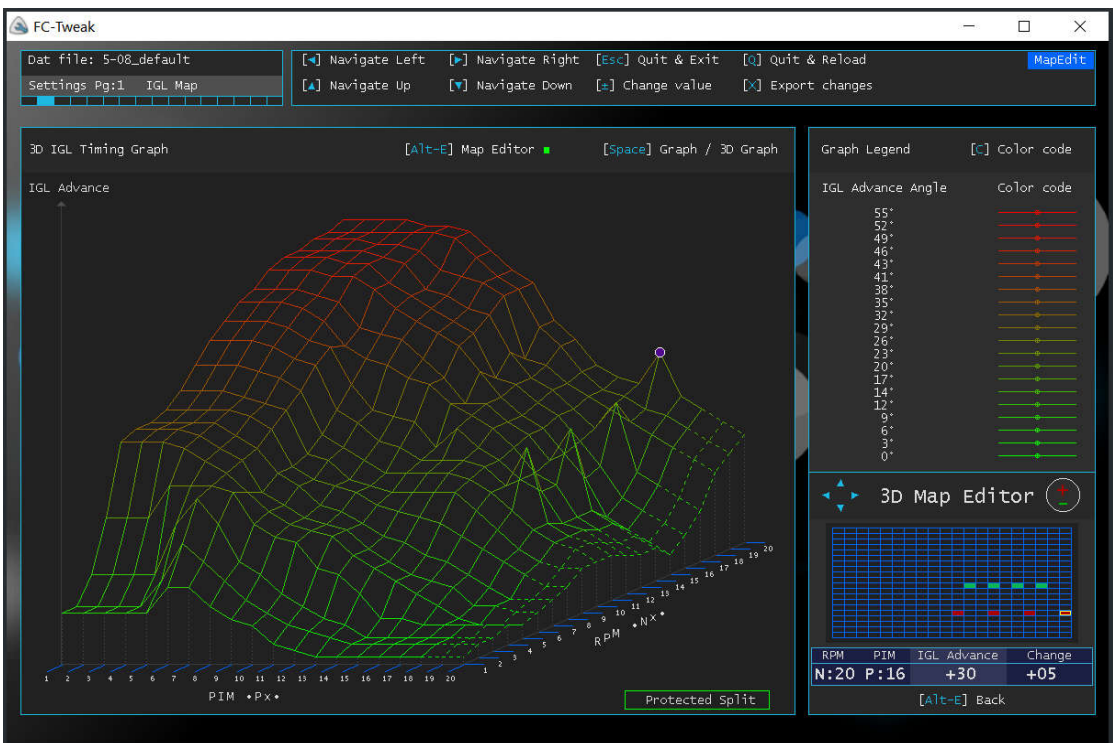 FC-Tweak
Dat file: 5-08_default
Settings Pg:1 IGL Map
[◄] Navigate Left [►] Navigate Right [Esc] Quit & Exit [Q] Quit & Reload MapEdit
[▲] Navigate Up [▼] Navigate Down [±] Change value [X] Export changes
3D IGL Timing Graph [Alt-E] Map Editor [Space] Graph / 3D Graph
IGL Advance
1 2 3 4 5 6 7 8 9 10 11 12 13 14 15 16 17 18 19 20
PIM •Px•
1 2 3 4 5 6 7 8 9 10 11 12 13 14 15 16 17 18 19 20
RPM •Nx•
Protected Split
Graph Legend [C] Color code
IGL Advance Angle Color code
55°
52°
49°
46°
43°
41°
38°
35°
32°
29°
26°
23°
20°
17°
14°
12°
9°
6°
3°
0°
3D Map Editor
RPM PIM IGL Advance Change
N:20 P:16 +30 +05
[Alt-E] Back